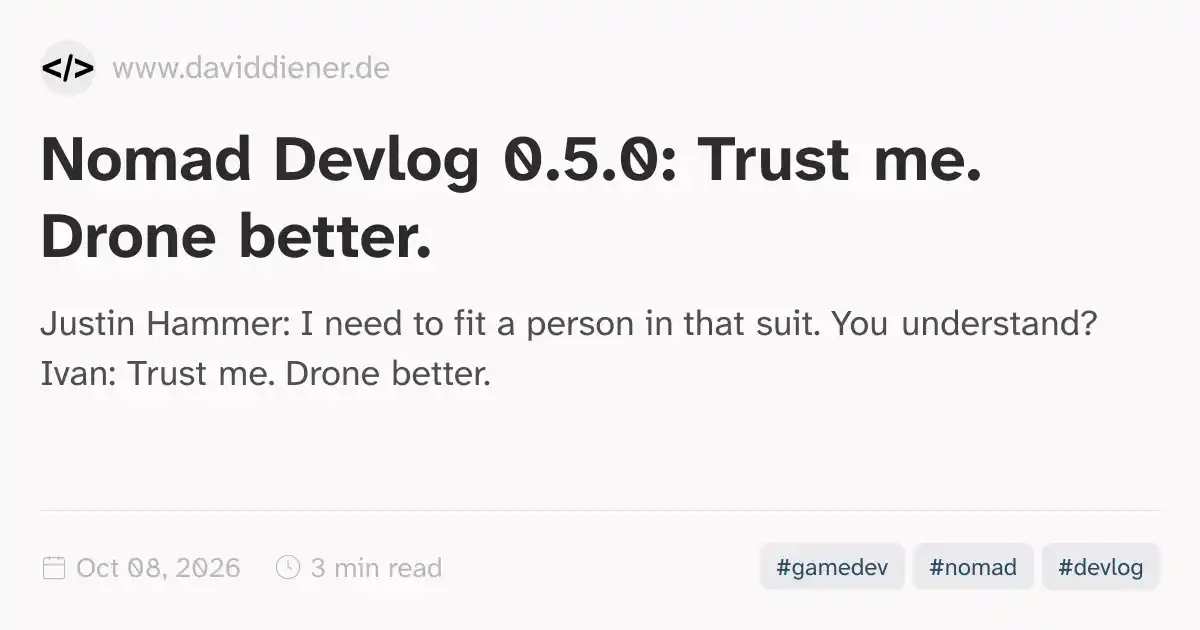 </>
www.daviddiener.de
Nomad Devlog 0.5.0: Trust me.
Drone better.
Justin Hammer: I need to fit a person in that suit. You understand?
Ivan: Trust me. Drone better.
Oct 08, 2026
3 min read
#gamedev
#nomad
#devlog